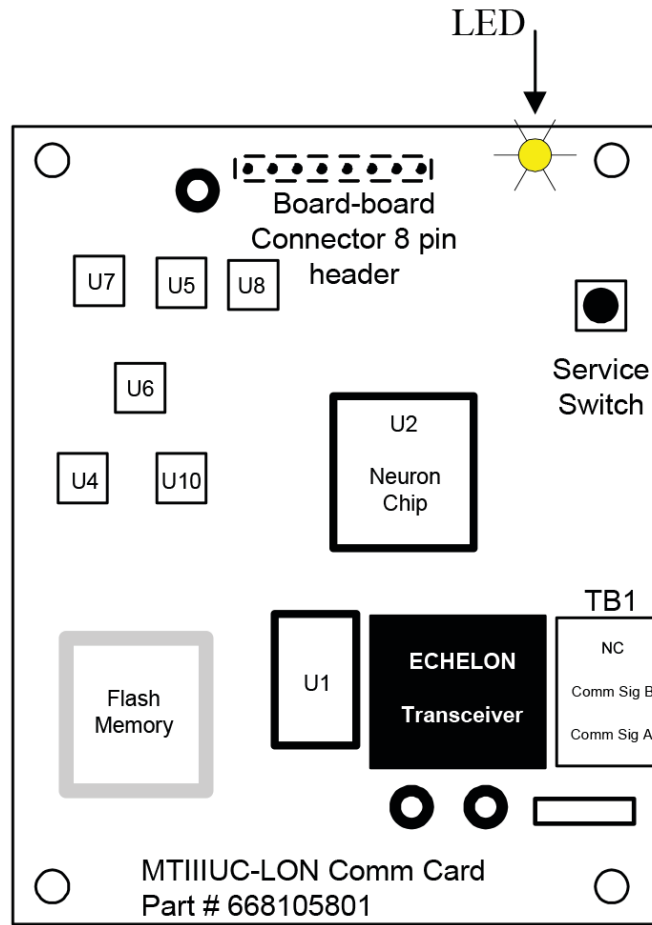 LED
Board-board
Connector 8 pin
header
U7
U5
U8
Service
Switch
U6
U2
Neuron
Chip
U4
U10
TB1
NC
Comm Sig B
Comm Sig A
ECHELON
Transceiver
U1
Flash
Memory
MTIIIUC-LON Comm Card
Part # 668105801